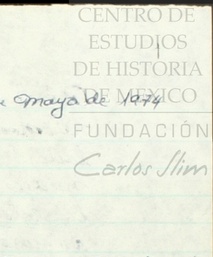 CENTRO DE
ESTUDIOS
DE HISTORIA
DE MÉXICO
e Mayo de 1974
FUNDACIÓN
Carlos Slim